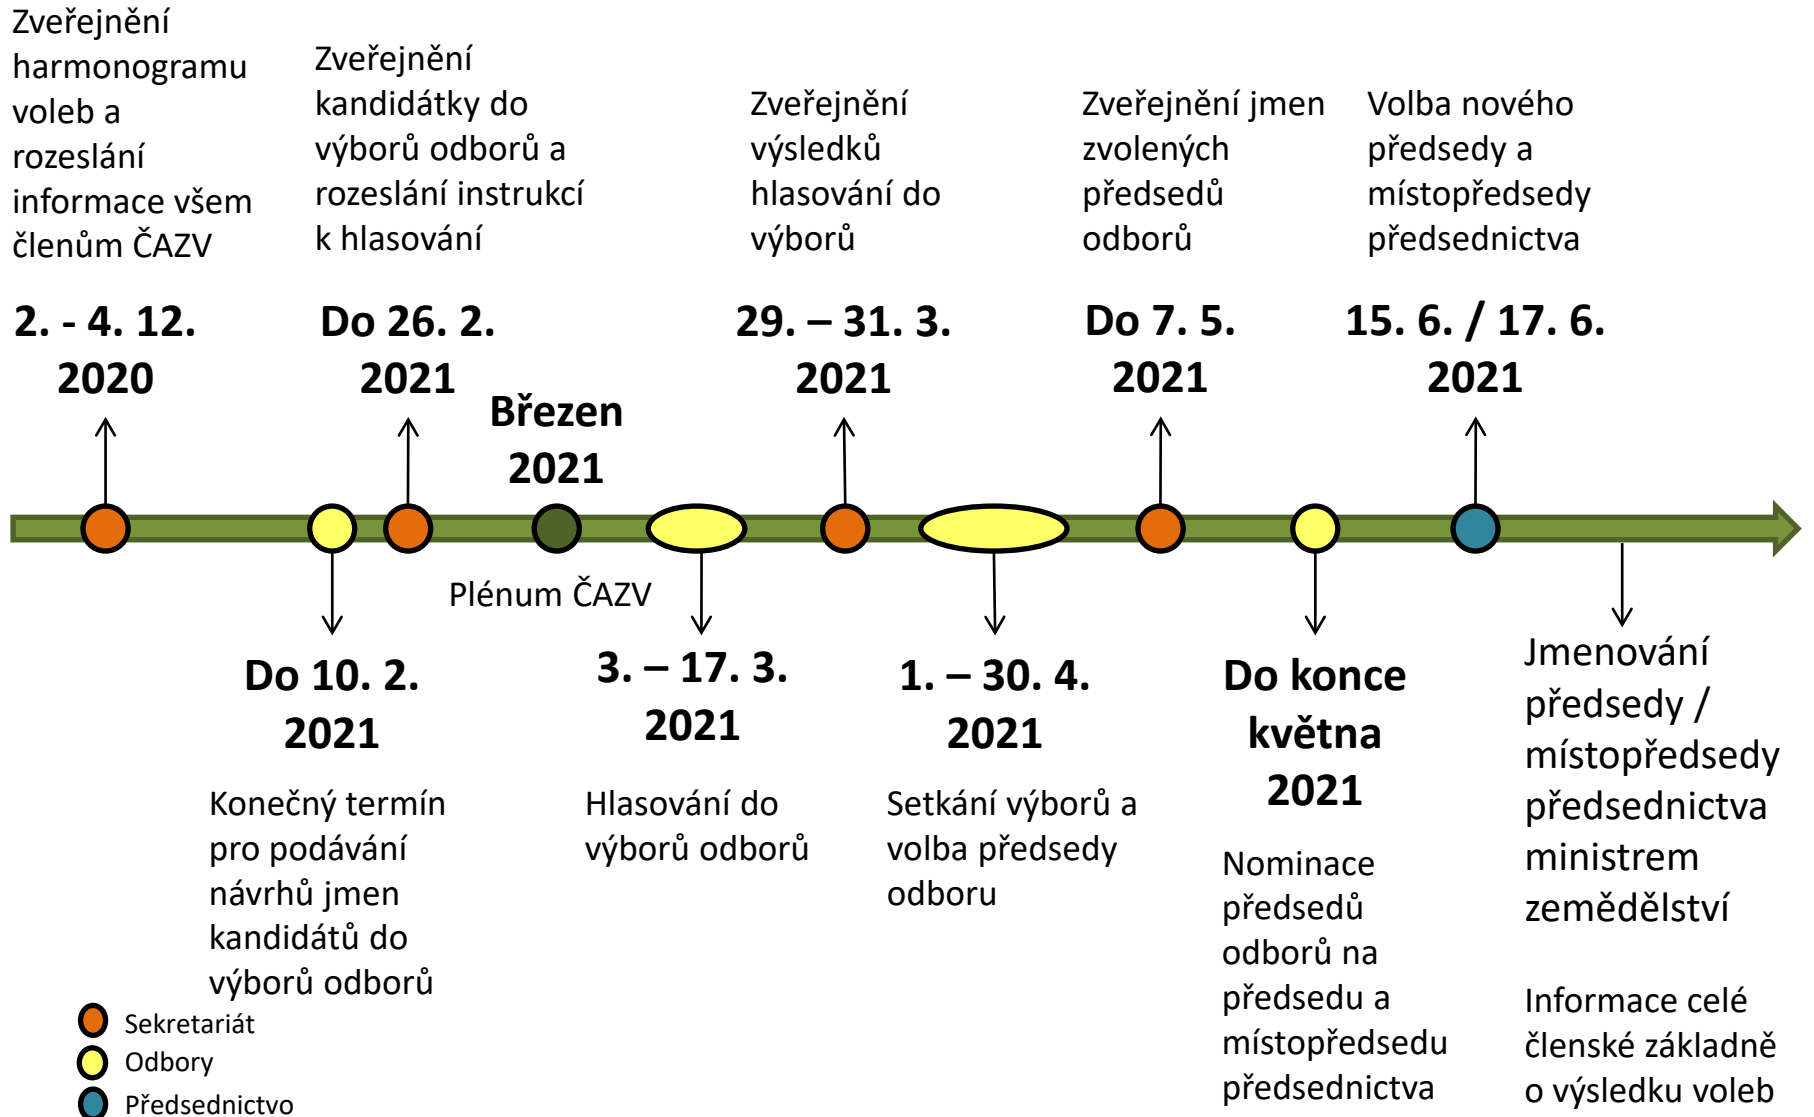 Zveřejnění
harmonogramu
voleb a
rozeslání
informace všem
členům ČAZV
2. - 4. 12.
2020
Zveřejnění
kandidátky do
výborů odborů a
rozeslání instrukcí
k hlasování
Do 26. 2.
2021
Březen
2021
Zveřejnění
výsledků
hlasování do
výborů
29. – 31. 3.
2021
Zveřejnění jmen
zvolených
předsedů
odborů
Do 7. 5.
2021
Volba nového
předsedy a
místopředsedy
předsednictva
15. 6. / 17. 6.
2021
Plénum ČAZV
Do 10. 2.
2021
Konečný termín
pro podávání
návrhů jmen
kandidátů do
výborů odborů
3. – 17. 3.
2021
Hlasování do
výborů odborů
1. – 30. 4.
2021
Setkání výborů a
volba předsedy
odboru
Do konce
května
2021
Nominace
předsedů
odborů na
předsedu a
místopředsedu
předsednictva
Jmenování
předsedy /
místopředsedy
předsednictva
ministrem
zemědělství
Informace celé
členské základně
o výsledku voleb
Sekretariát
Odbory
Předsednictvo